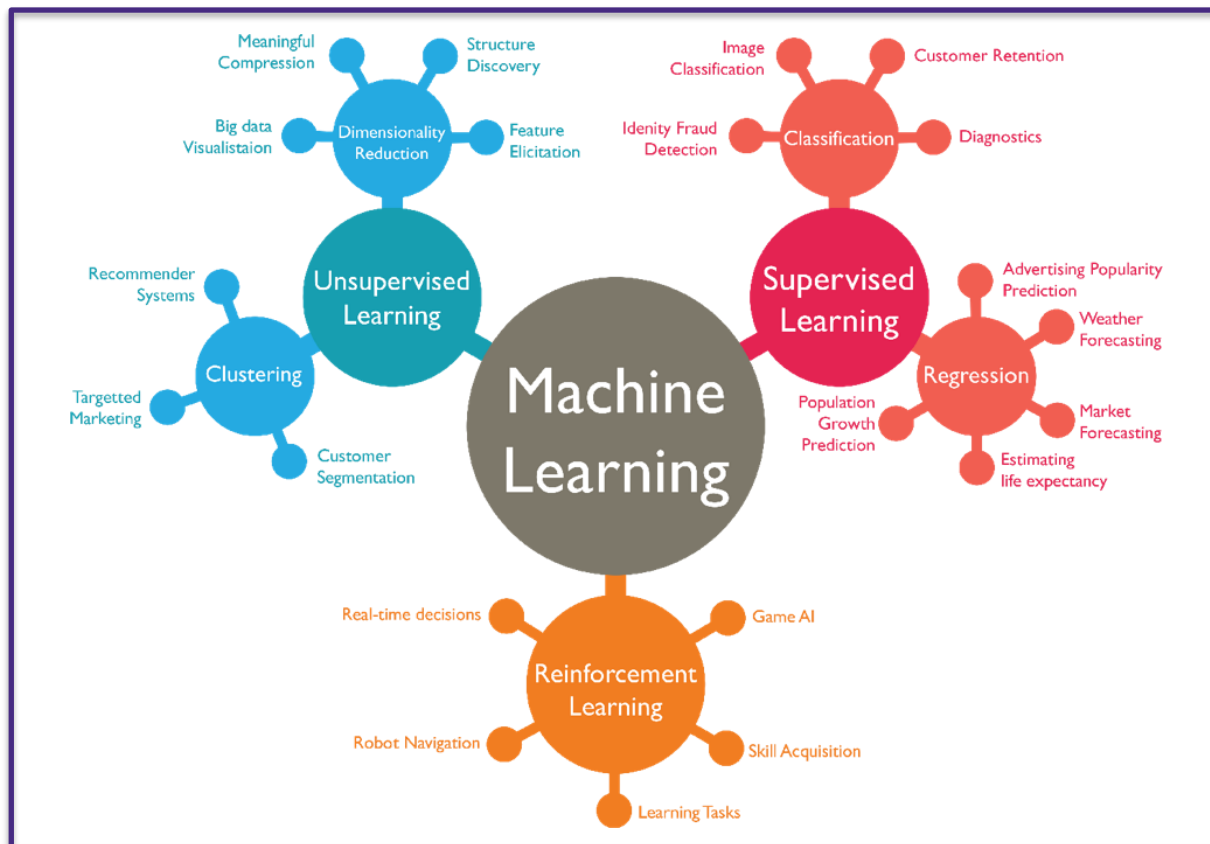 Meaningful
Compression
Structure
Discovery
Big data
Visualistaion
Dimensionality
Reduction
Feature
Elicitation
Image
Classification
Customer Retention
Idenity Fraud
Detection
Classification
Diagnostics
Unsupervised
Learning
Recommender
Systems
Clustering
Targetted
Marketing
Customer
Segmentation
Supervised
Learning
Advertising Popularity
Prediction
Weather
Forecasting
Regression
Population
Growth
Prediction
Market
Forecasting
Estimating
life expectancy
Machine
Learning
Real-time decisions
Game AI
Reinforcement
Learning
Robot Navigation
Skill Acquisition
Learning Tasks